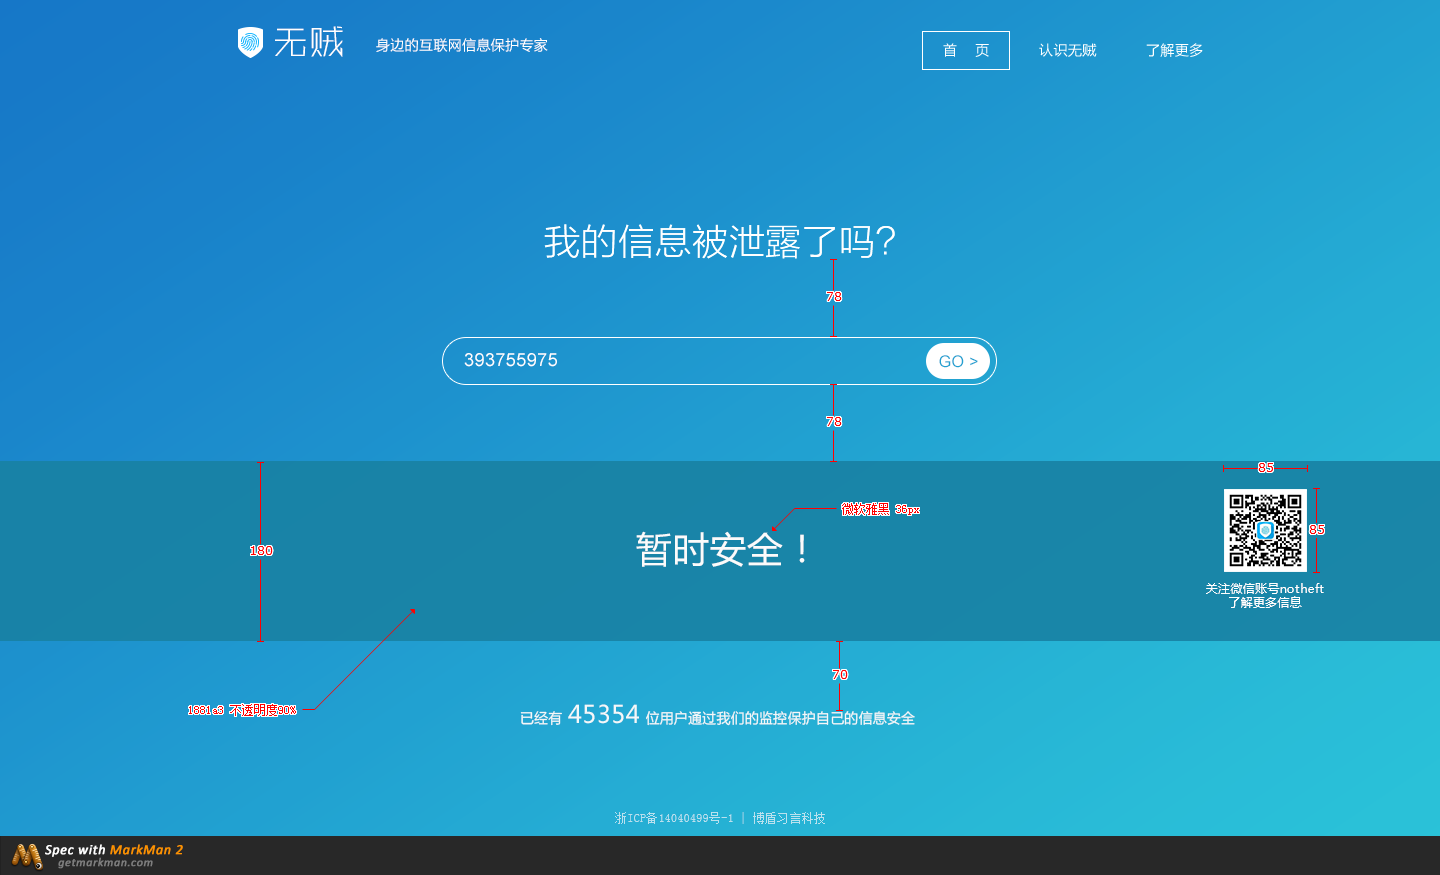 无贼 身边的互联网信息保护专家 首 页 认识无贼 了解更多
我的信息被泄露了吗?
78
393755975 GO >
78
85
微软雅黑 36px
暂时安全！
180
85
关注微信账号notheft
了解更多信息
70
1881a3 不透明度90%
已经有 45354 位用户通过我们的监控保护自己的信息安全
浙ICP备14040499号-1 | 博盾习言科技
Spec with MarkMan 2
getmarkman.com